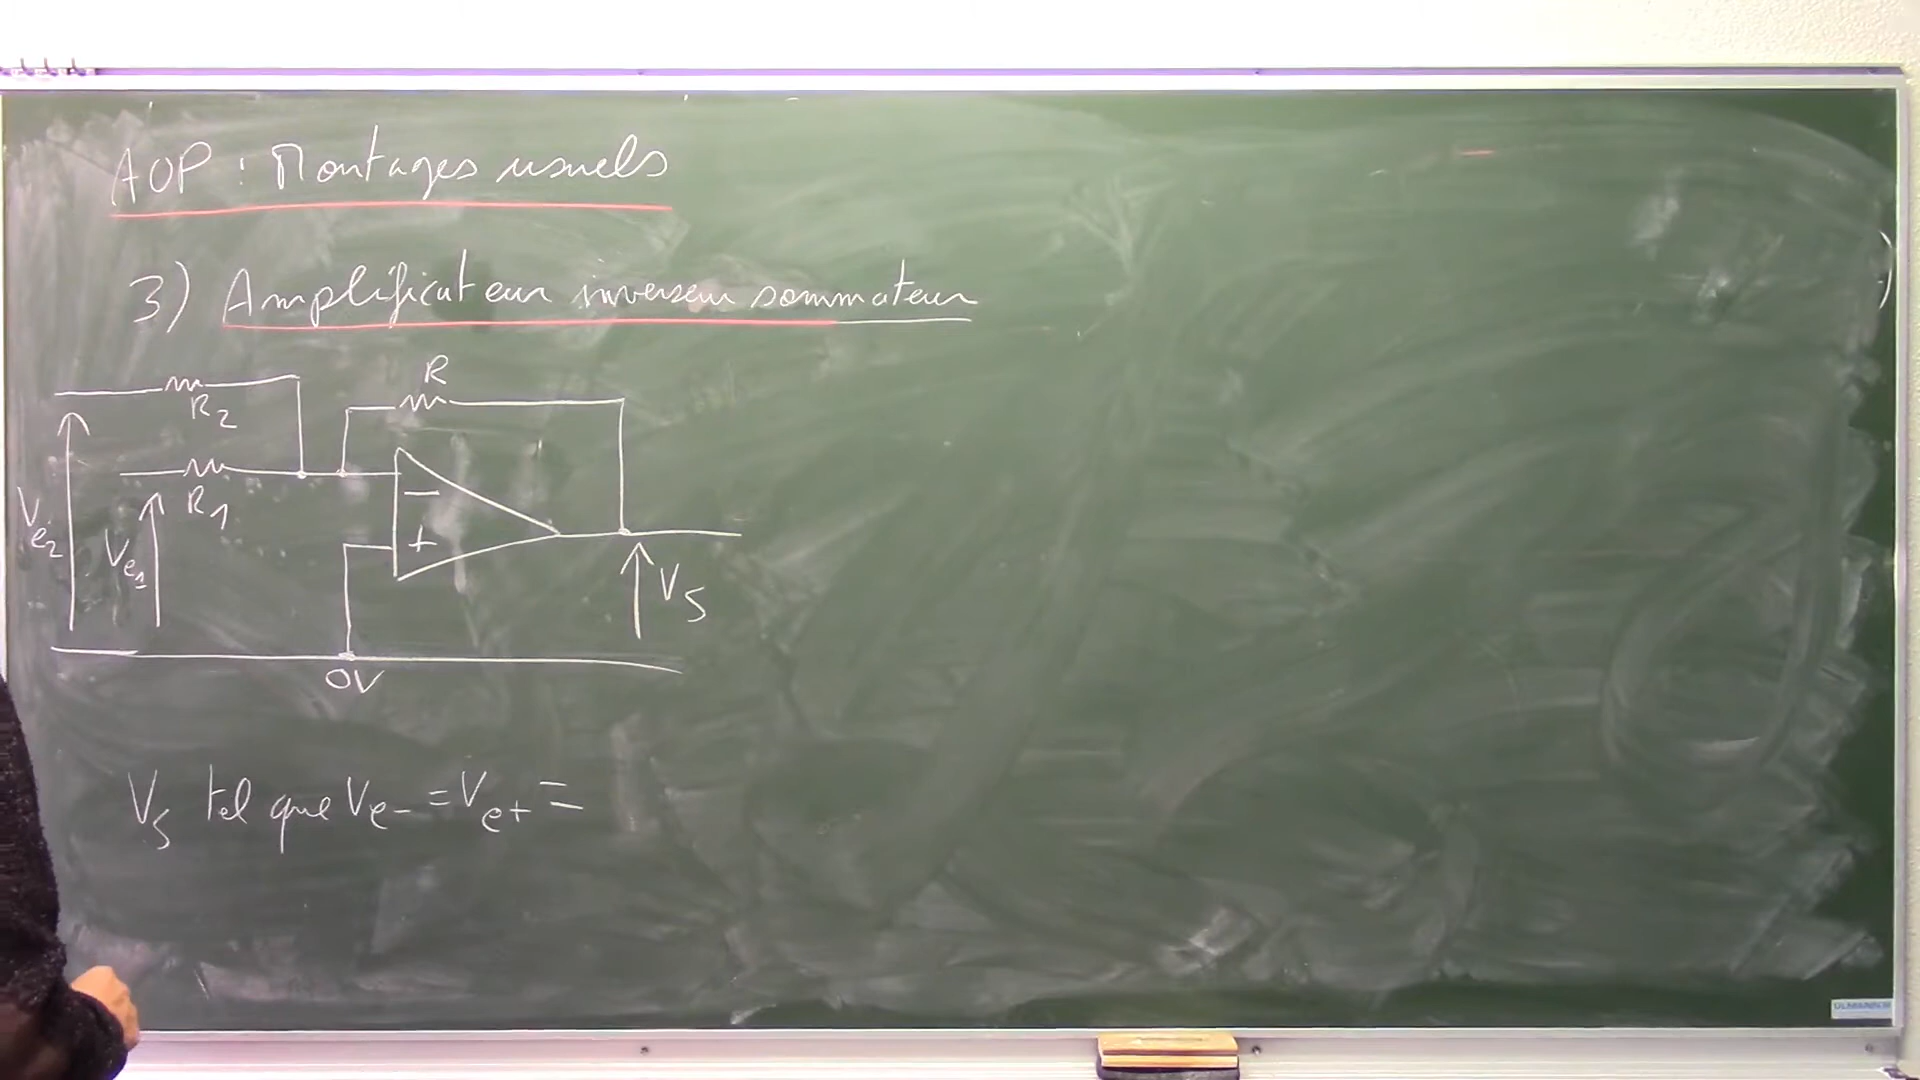 AOP : Montages usuels
3) Amplificateur inverseur sommateur
R
R2
R1
Ve2
Ve1
−
+
VS
0V
VS tel que Ve- = Ve+ =